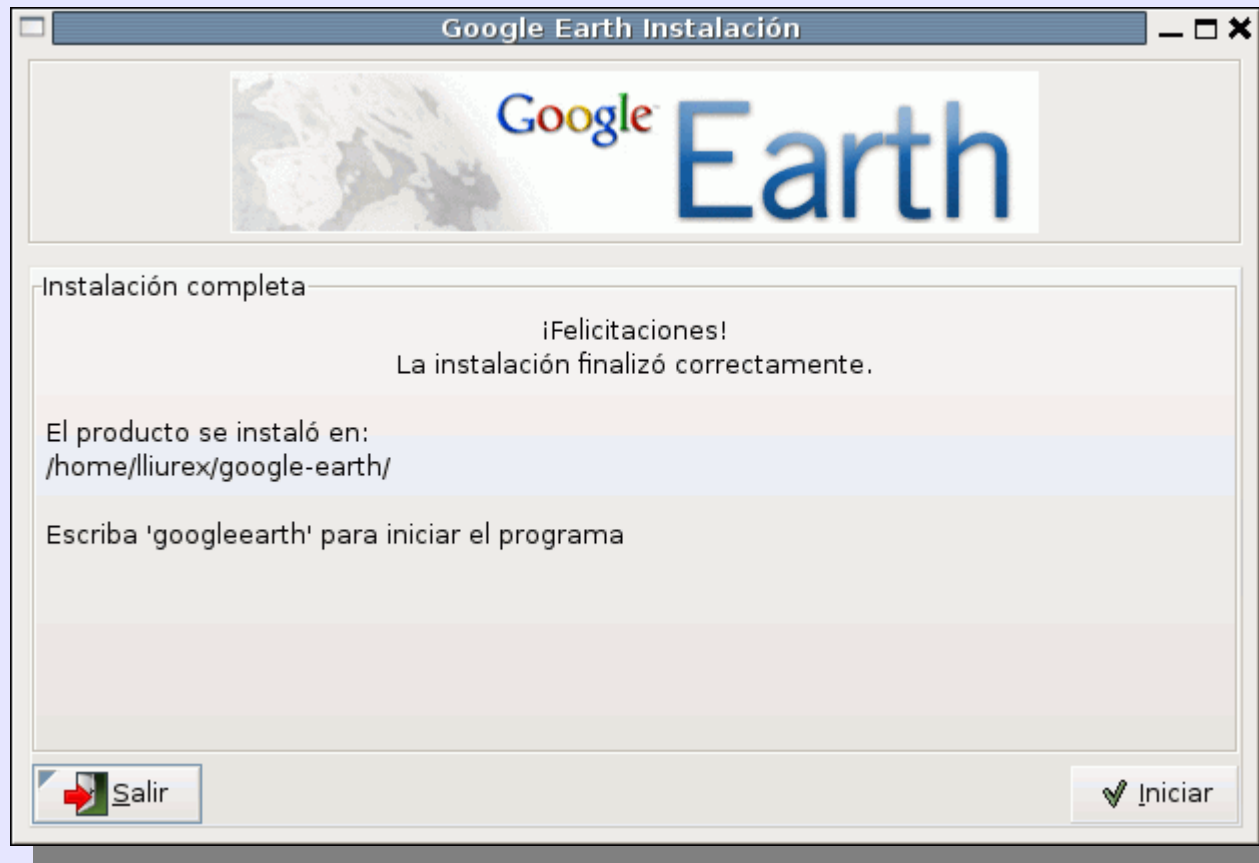 Google Earth Instalación
Google Earth
Instalación completa
¡Felicitaciones!
La instalación finalizó correctamente.
El producto se instaló en:
/home/lliurex/google-earth/
Escriba 'googleearth' para iniciar el programa
Salir
Iniciar